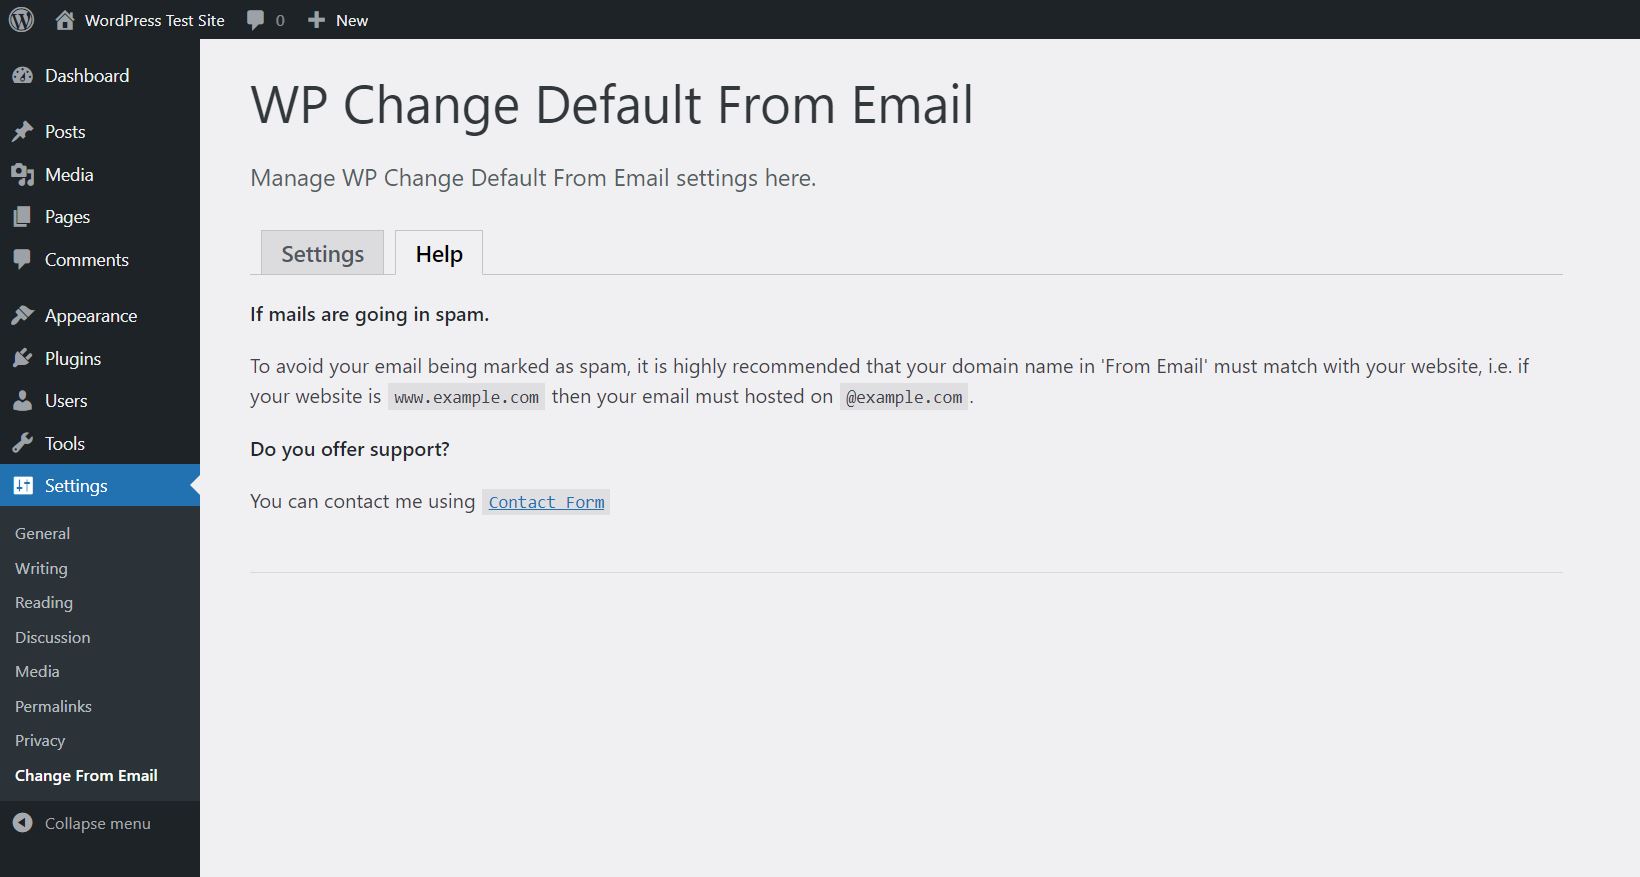 WordPress Test Site 0 New
Dashboard
Posts
Media
Pages
Comments
Appearance
Plugins
Users
Tools
Settings
General
Writing
Reading
Discussion
Media
Permalinks
Privacy
Change From Email
Collapse menu
WP Change Default From Email
Manage WP Change Default From Email settings here.
Settings Help
If mails are going in spam.
To avoid your email being marked as spam, it is highly recommended that your domain name in 'From Email' must match with your website, i.e. if
your website is www.example.com then your email must hosted on @example.com.
Do you offer support?
You can contact me using Contact Form